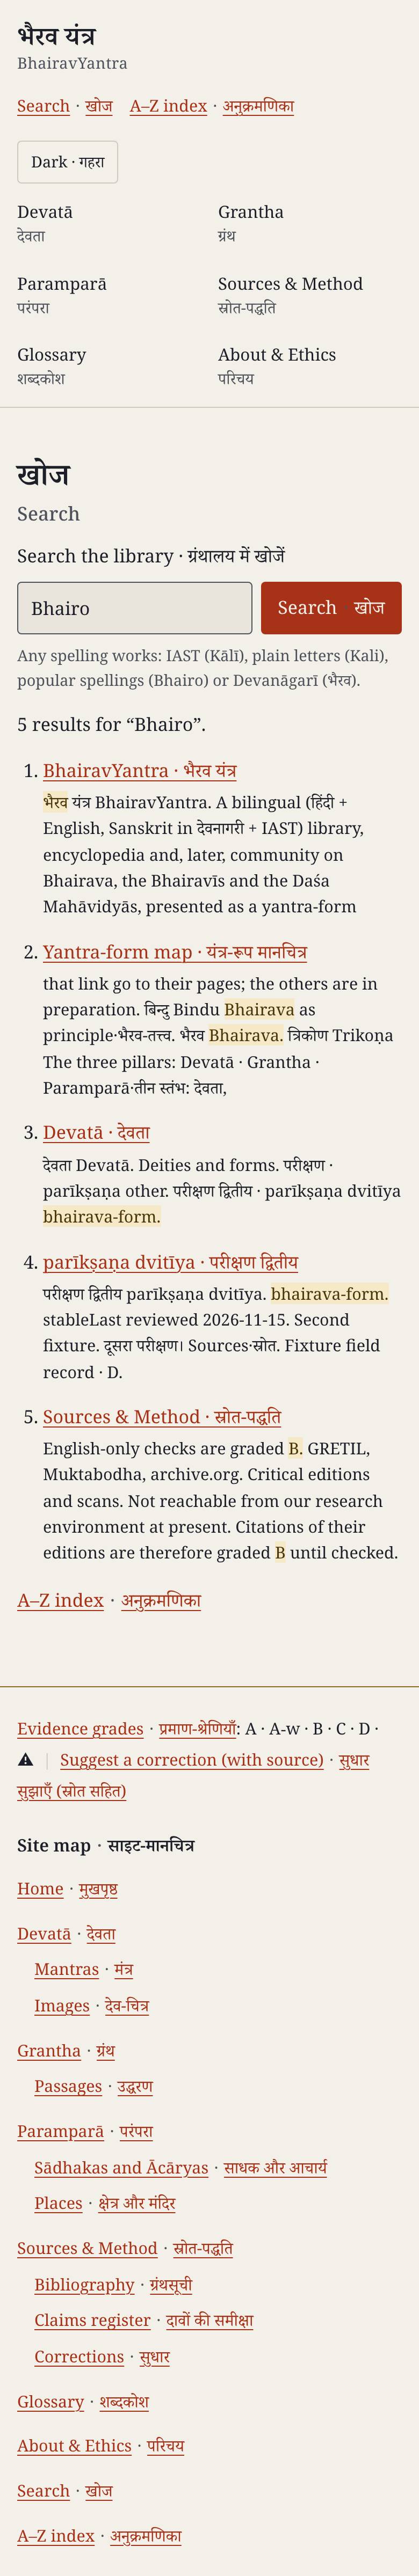 भैरव यंत्र
BhairavYantra
Search · खोज A–Z index · अनुक्रमणिका
Dark · गहरा
Devatā
देवता
Grantha
ग्रंथ
Paramparā
परंपरा
Sources & Method
स्रोत-पद्धति
Glossary
शब्दकोश
About & Ethics
परिचय
खोज
Search
Search the library · ग्रंथालय में खोजें
Bhairo
Search खोज
Any spelling works: IAST (Kālī), plain letters (Kali),
popular spellings (Bhairo) or Devanāgarī (भैरव).
5 results for “Bhairo”.
1. BhairavYantra · भैरव यंत्र
भैरव यंत्र BhairavYantra. A bilingual (हिंदी +
English, Sanskrit in देवनागरी + IAST) library,
encyclopedia and, later, community on
Bhairava, the Bhairavīs and the Daśa
Mahāvidyās, presented as a yantra-form
2. Yantra-form map · यंत्र-रूप मानचित्र
that link go to their pages; the others are in
preparation. बिन्दु Bindu Bhairava as
principle·भैरव-तत्त्व. भैरव Bhairava. त्रिकोण Trikoṇa
The three pillars: Devatā · Grantha ·
Paramparā·तीन स्तंभ: देवता,
3. Devatā · देवता
देवता Devatā. Deities and forms. परीक्षण ·
parīkṣaṇa other. परीक्षण द्वितीय · parīkṣaṇa dvitīya
bhairava-form.
4. parīkṣaṇa dvitīya · परीक्षण द्वितीय
परीक्षण द्वितीय parīkṣaṇa dvitīya. bhairava-form.
stableLast reviewed 2026-11-15. Second
fixture. दूसरा परीक्षण। Sources·स्रोत. Fixture field
record · D.
5. Sources & Method · स्रोत-पद्धति
English-only checks are graded B. GRETIL,
Muktabodha, archive.org. Critical editions
and scans. Not reachable from our research
environment at present. Citations of their
editions are therefore graded B until checked.
A–Z index · अनुक्रमणिका
Evidence grades · प्रमाण-श्रेणियाँ: A · A-w · B · C · D ·
⚠ | Suggest a correction (with source) · सुधार
सुझाएँ (स्रोत सहित)
Site map · साइट-मानचित्र
Home · मुखपृष्ठ
Devatā · देवता
Mantras · मंत्र
Images · देव-चित्र
Grantha · ग्रंथ
Passages · उद्धरण
Paramparā · परंपरा
Sādhakas and Ācāryas · साधक और आचार्य
Places · क्षेत्र और मंदिर
Sources & Method · स्रोत-पद्धति
Bibliography · ग्रंथसूची
Claims register · दावों की समीक्षा
Corrections · सुधार
Glossary · शब्दकोश
About & Ethics · परिचय
Search · खोज
A–Z index · अनुक्रमणिका